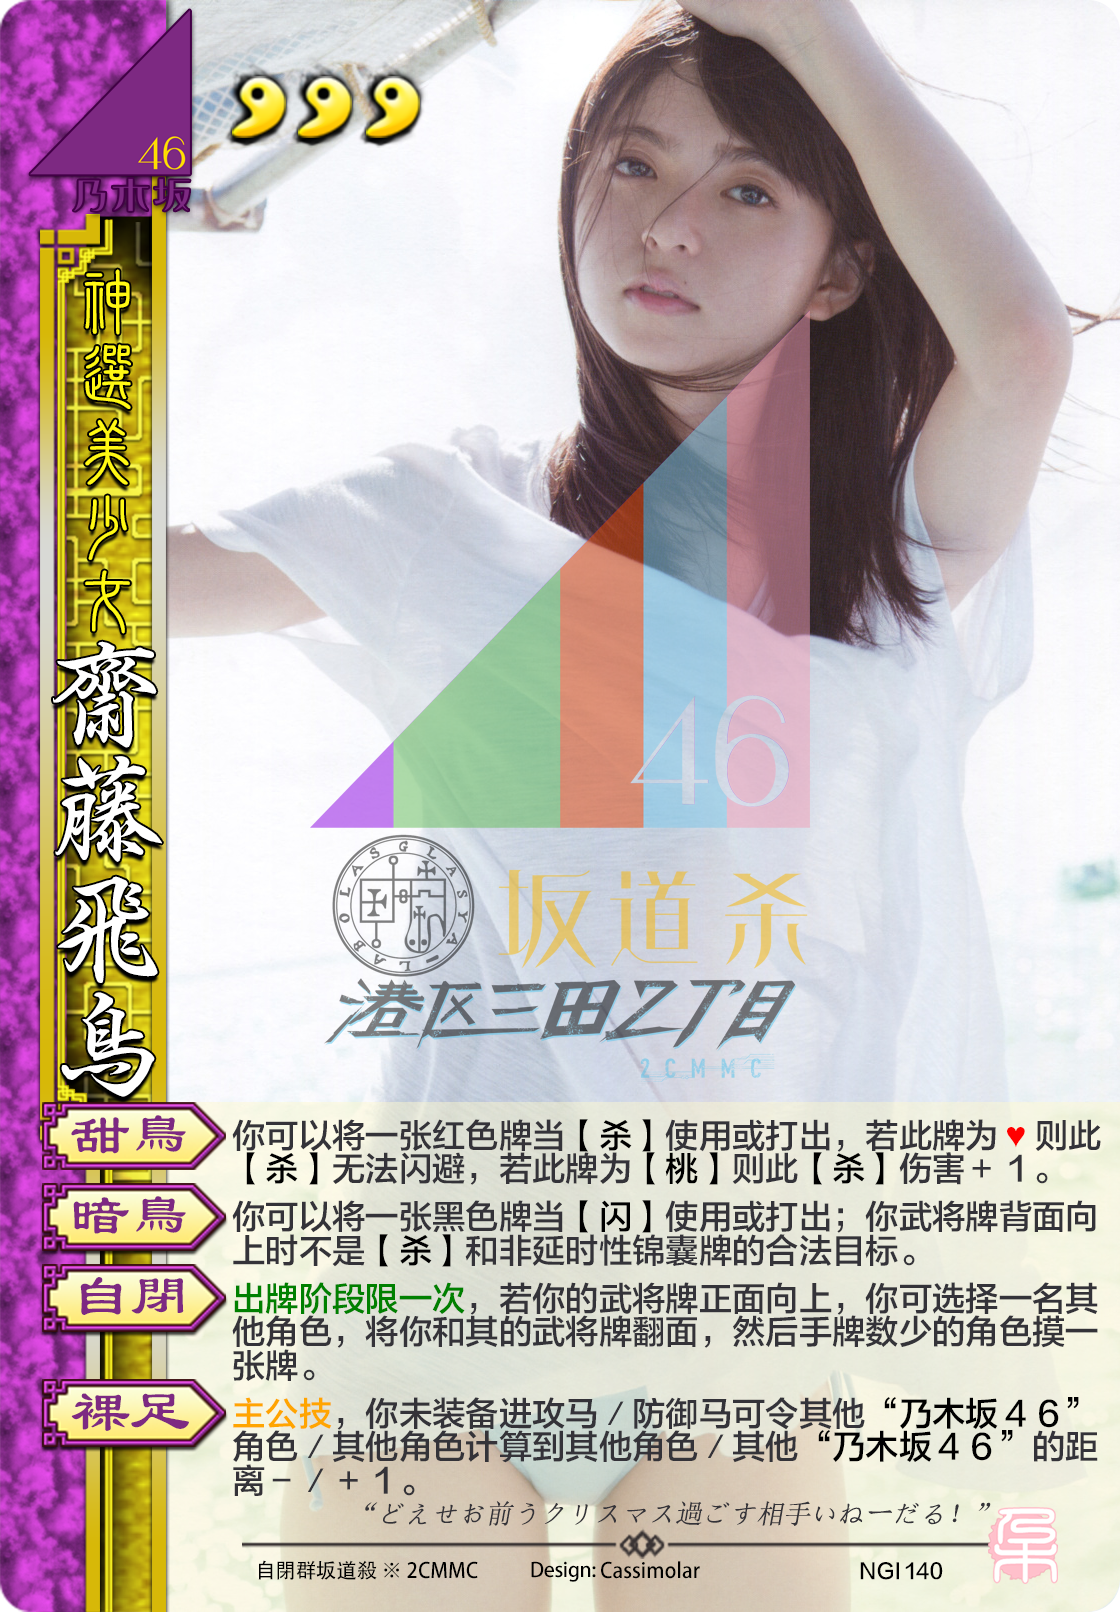 46
乃木坂
神選美少女
齋藤飛鳥
46
GLASYA-LABOLAS
坂道杀
港区三田乙丁目
2CMMC
甜鳥
你可以将一张红色牌当【杀】使用或打出，若此牌为♥则此
【杀】无法闪避，若此牌为【桃】则此【杀】伤害＋１。
暗鳥
你可以将一张黑色牌当【闪】使用或打出；你武将牌背面向
上时不是【杀】和非延时性锦囊牌的合法目标。
自閉
出牌阶段限一次，若你的武将牌正面向上，你可选择一名其
他角色，将你和其的武将牌翻面，然后手牌数少的角色摸一
张牌。
裸足
主公技，你未装备进攻马／防御马可令其他“乃木坂４６”
角色／其他角色计算到其他角色／其他“乃木坂４６”的距
离－／＋１。
“どえせお前うクリスマス過ごす相手いねーだる！”
自閉群坂道殺 ※ 2CMMC
Design: Cassimolar
NGI 140